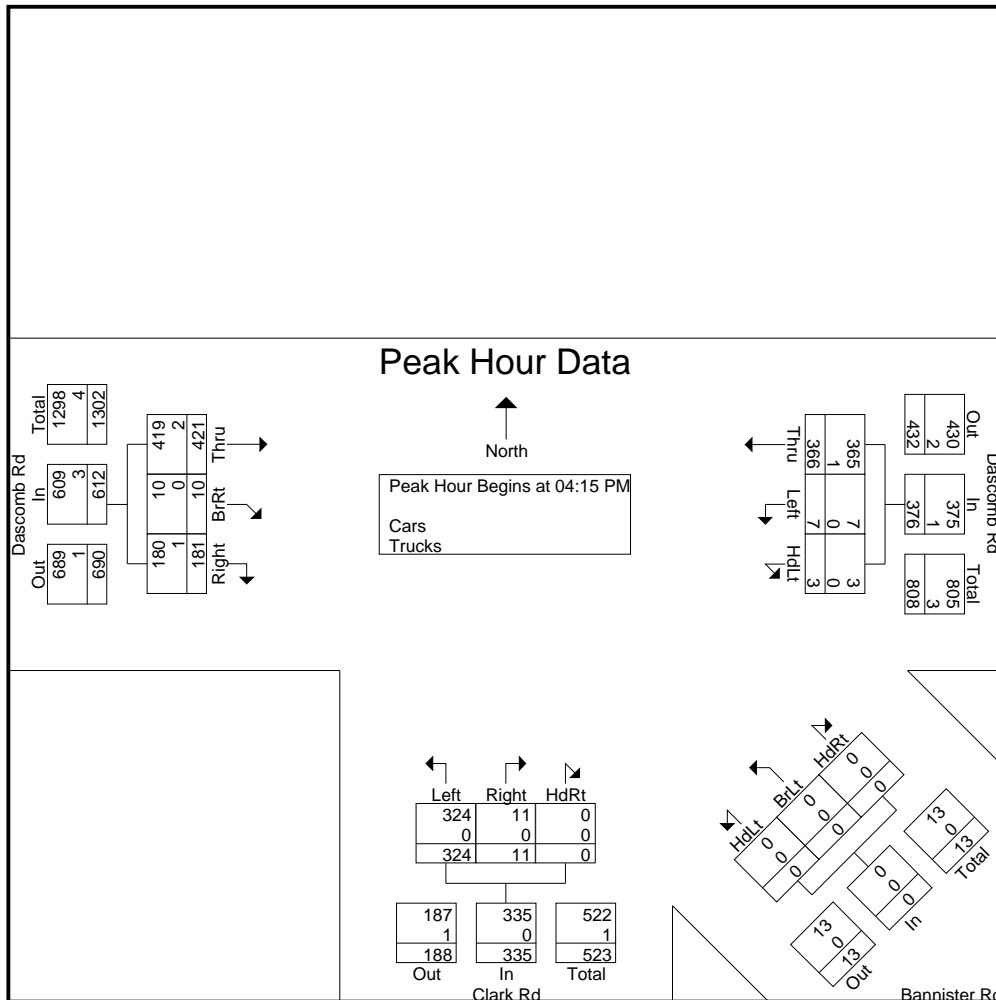 Peak Hour Data
North
Peak Hour Begins at 04:15 PM
Cars
Trucks
Dascomb Rd
Out In Total
689 609 1298
1 3 4
690 612 1302
Right BrRt Thru
180 10 419
1 0 2
181 10 421
Dascomb Rd
Out In Total
430 375 805
2 1 3
432 376 808
Thru Left HdLt
365 7 3
1 0 0
366 7 3
Left Right HdRt
324 11 0
0 0 0
324 11 0
187 335 522
1 0 1
188 335 523
Out In Total
Clark Rd
HdLt BrLt HdRt
0 0 0
0 0 0
0 0 0
13 0 13
0 0 0
13 0 13
Out In Total
Bannister Rd